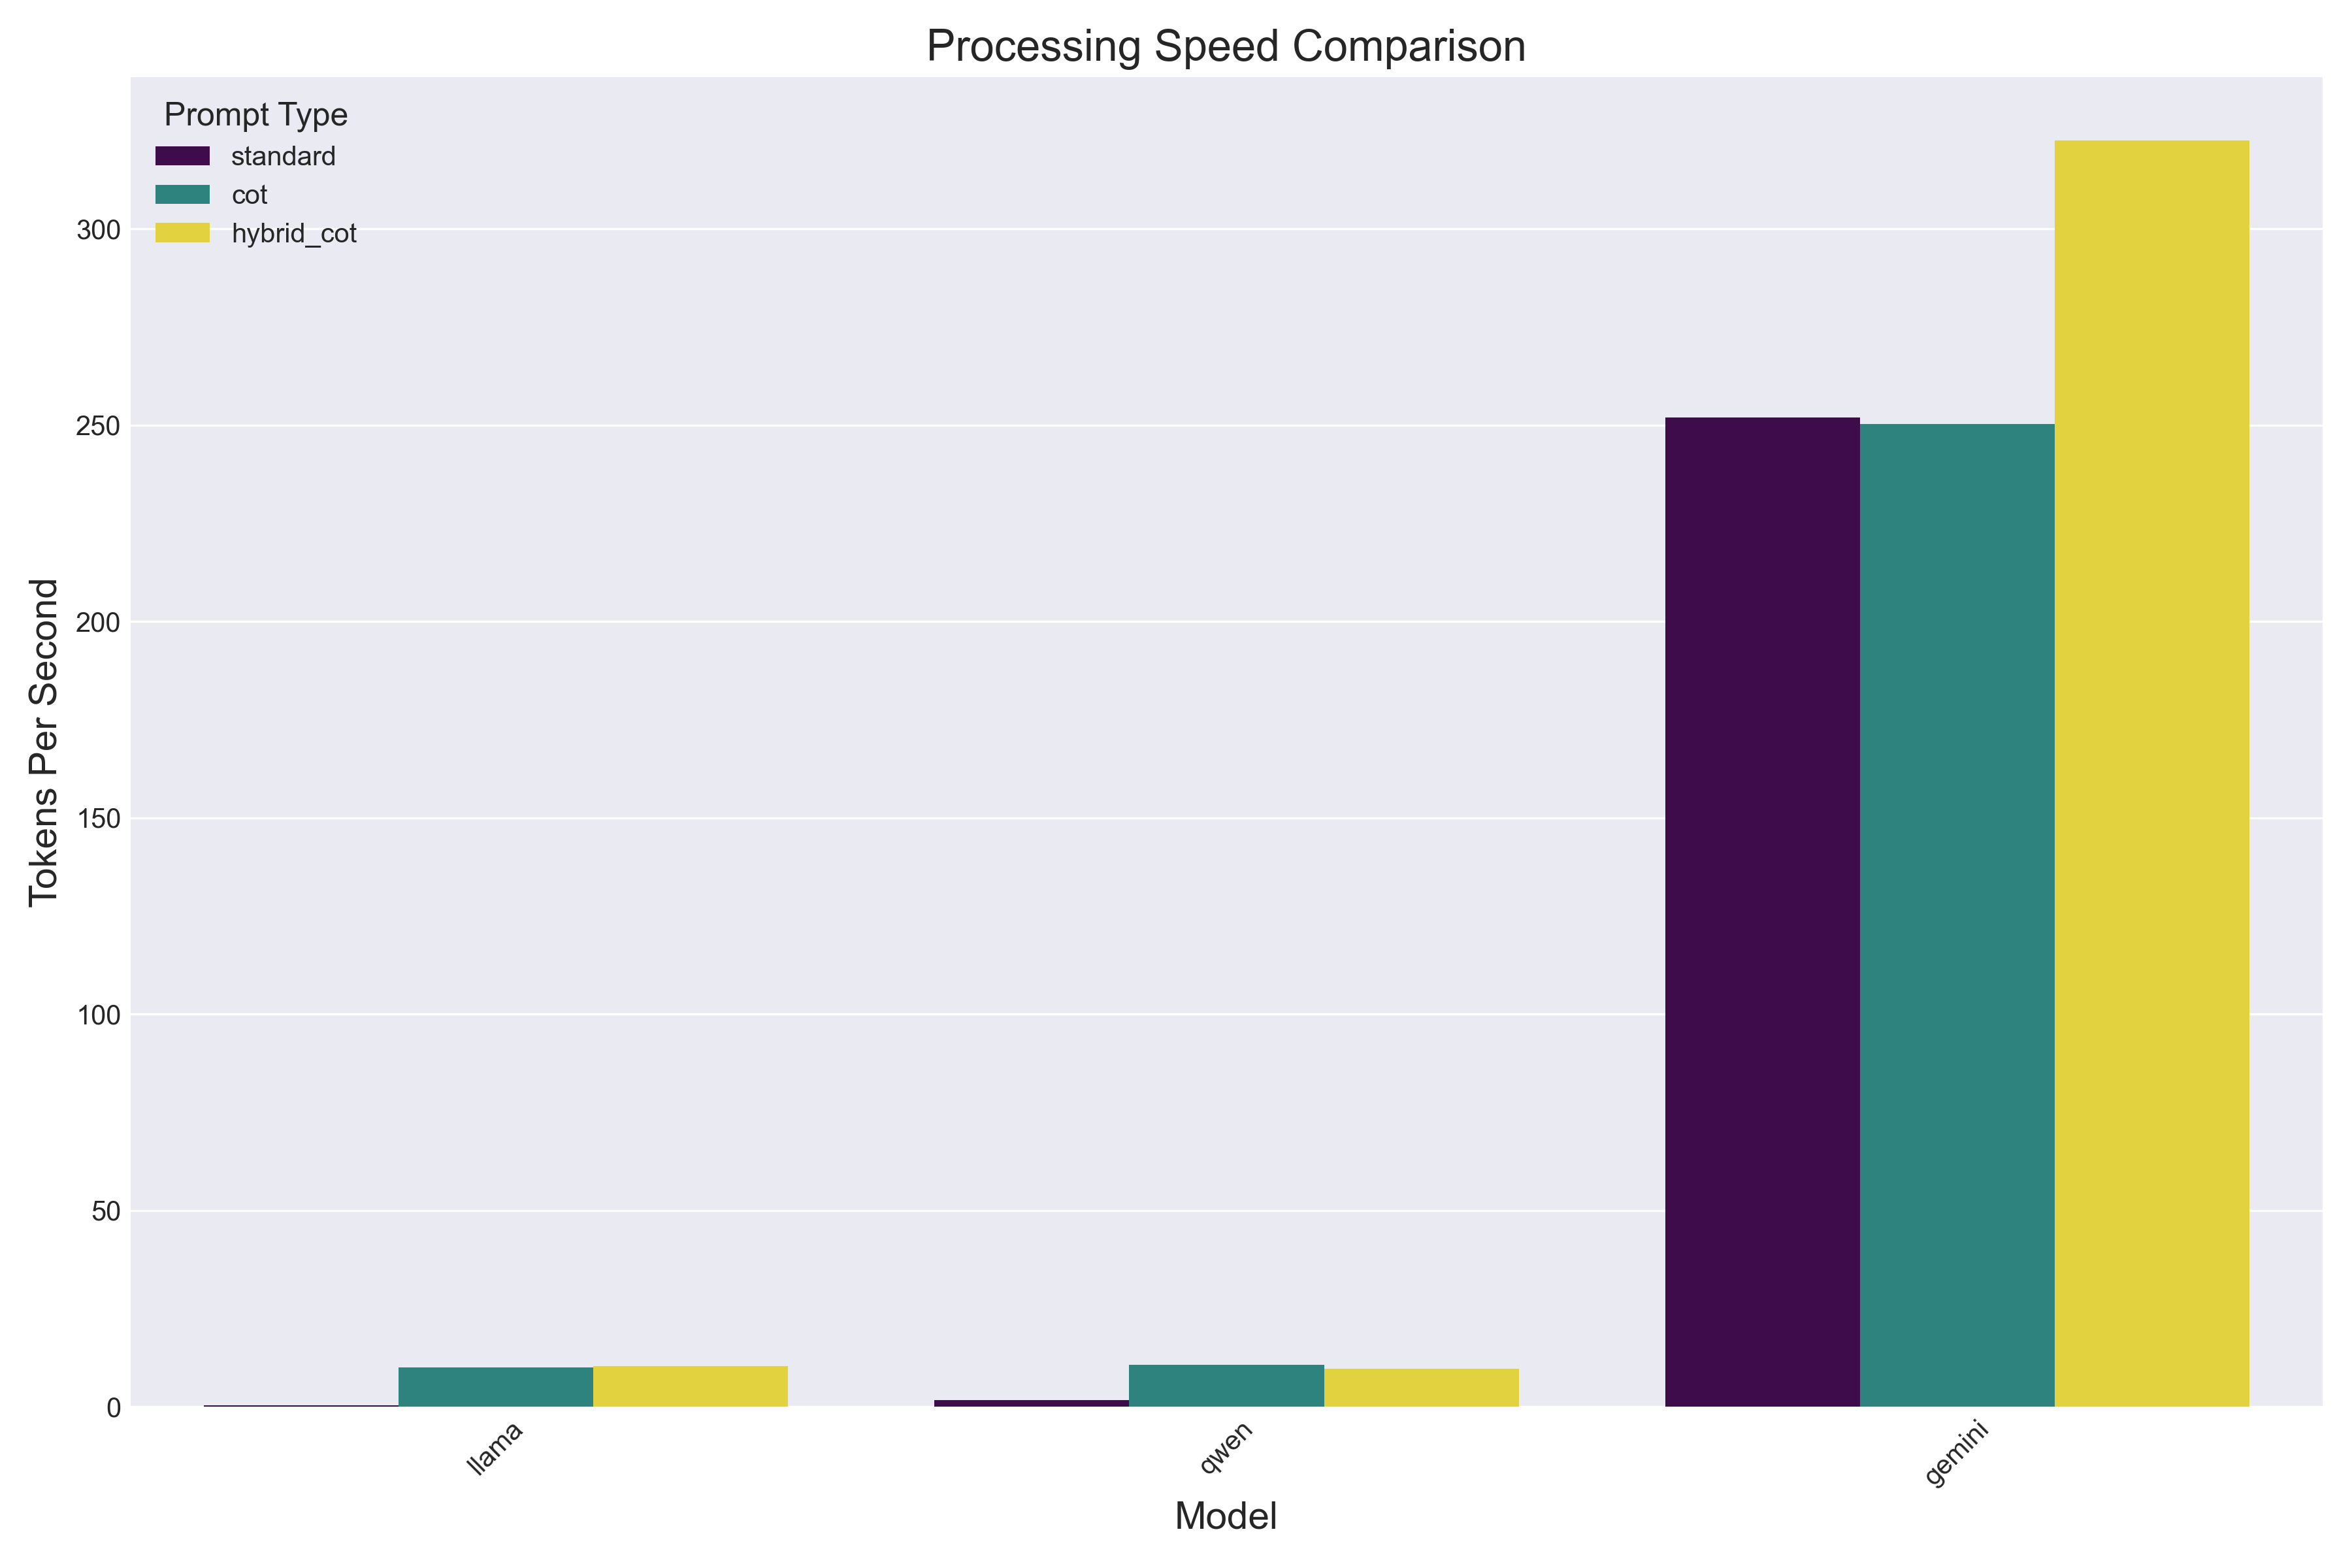 Processing Speed Comparison
Prompt Type
standard
cot
hybrid_cot
Tokens Per Second
300
250
200
150
100
50
0
llama
qwen
gemini
Model